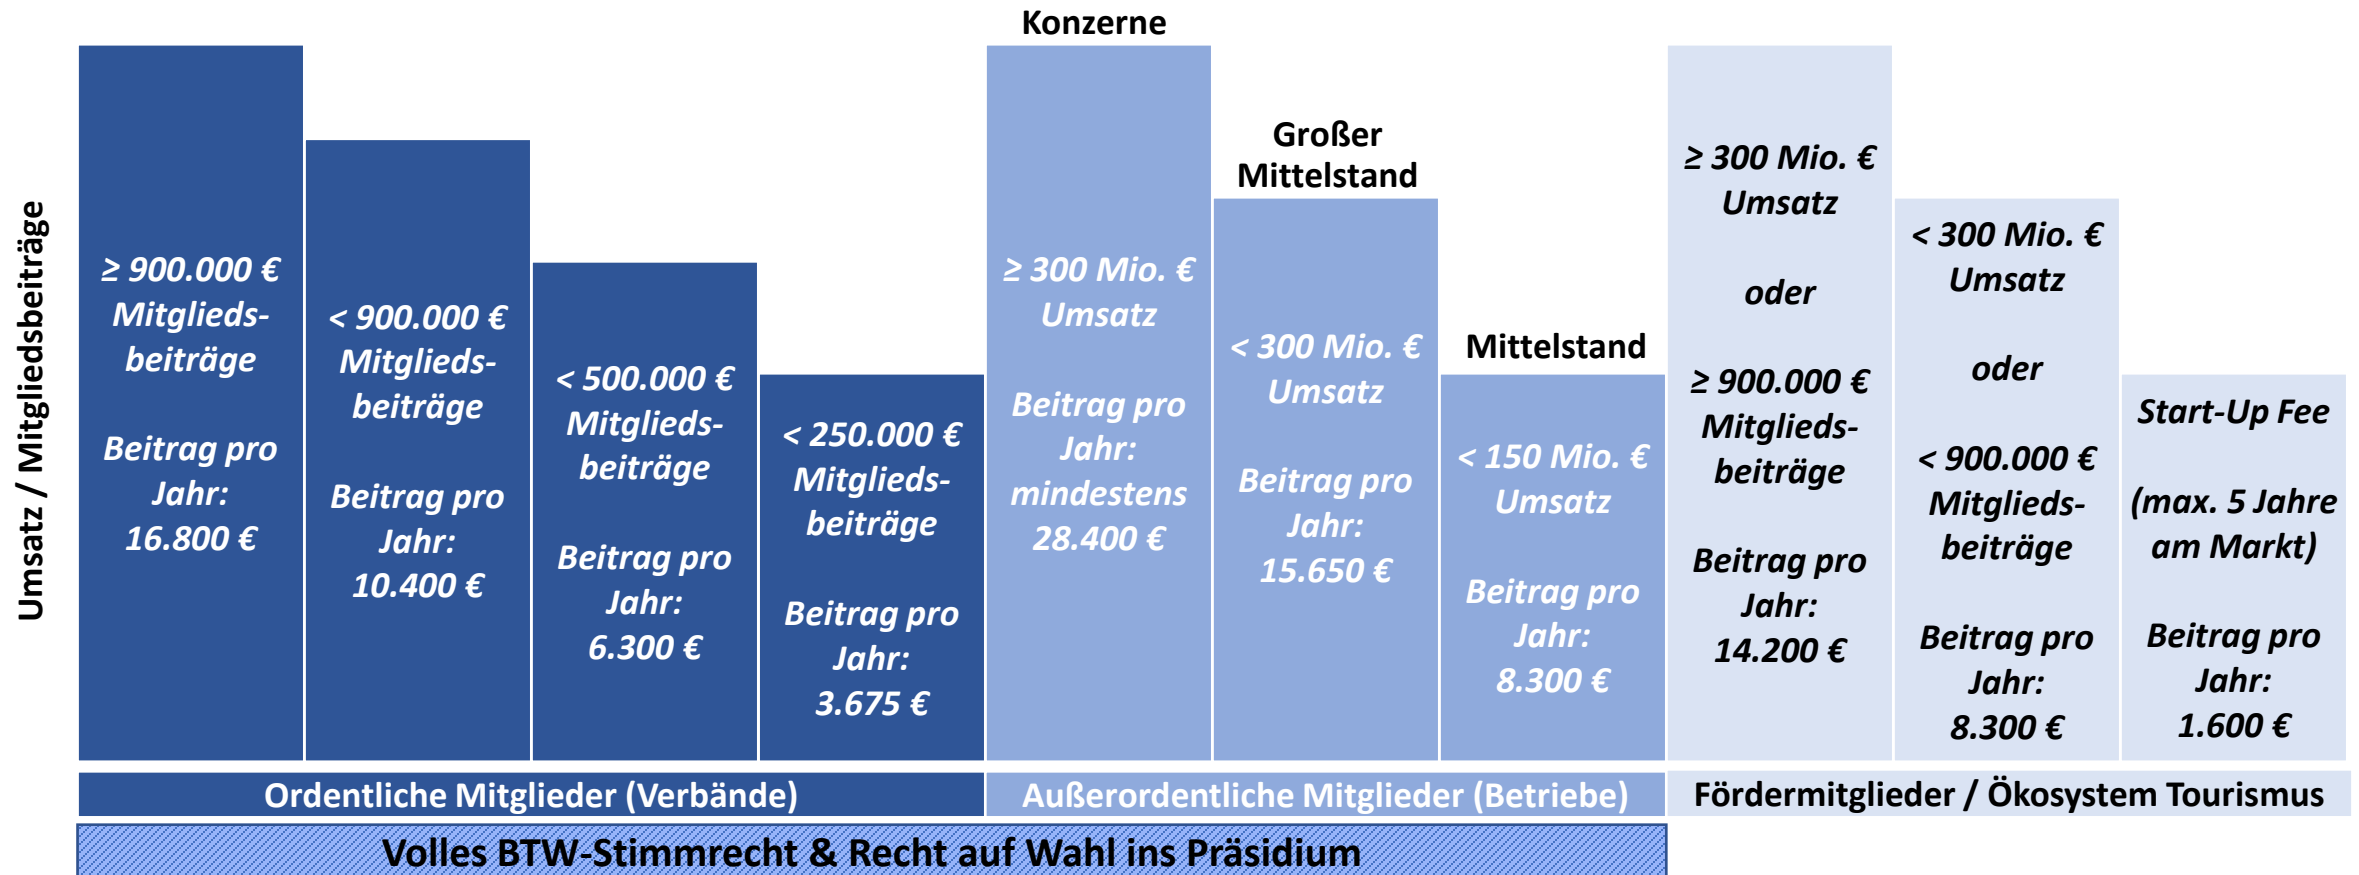 Umsatz / Mitgliedsbeiträge
≥ 900.000 €
Mitglieds-
beiträge
Beitrag pro
Jahr:
16.800 €
< 900.000 €
Mitglieds-
beiträge
Beitrag pro
Jahr:
10.400 €
< 500.000 €
Mitglieds-
beiträge
Beitrag pro
Jahr:
6.300 €
< 250.000 €
Mitglieds-
beiträge
Beitrag pro
Jahr:
3.675 €
Konzerne
≥ 300 Mio. €
Umsatz
Beitrag pro
Jahr:
mindestens
28.400 €
Großer
Mittelstand
< 300 Mio. €
Umsatz
Beitrag pro
Jahr:
15.650 €
Mittelstand
< 150 Mio. €
Umsatz
Beitrag pro
Jahr:
8.300 €
≥ 300 Mio. €
Umsatz
oder
≥ 900.000 €
Mitglieds-
beiträge
Beitrag pro
Jahr:
14.200 €
< 300 Mio. €
Umsatz
oder
< 900.000 €
Mitglieds-
beiträge
Beitrag pro
Jahr:
8.300 €
Start-Up Fee
(max. 5 Jahre
am Markt)
Beitrag pro
Jahr:
1.600 €
Ordentliche Mitglieder (Verbände)
Außerordentliche Mitglieder (Betriebe)
Fördermitglieder / Ökosystem Tourismus
Volles BTW-Stimmrecht & Recht auf Wahl ins Präsidium